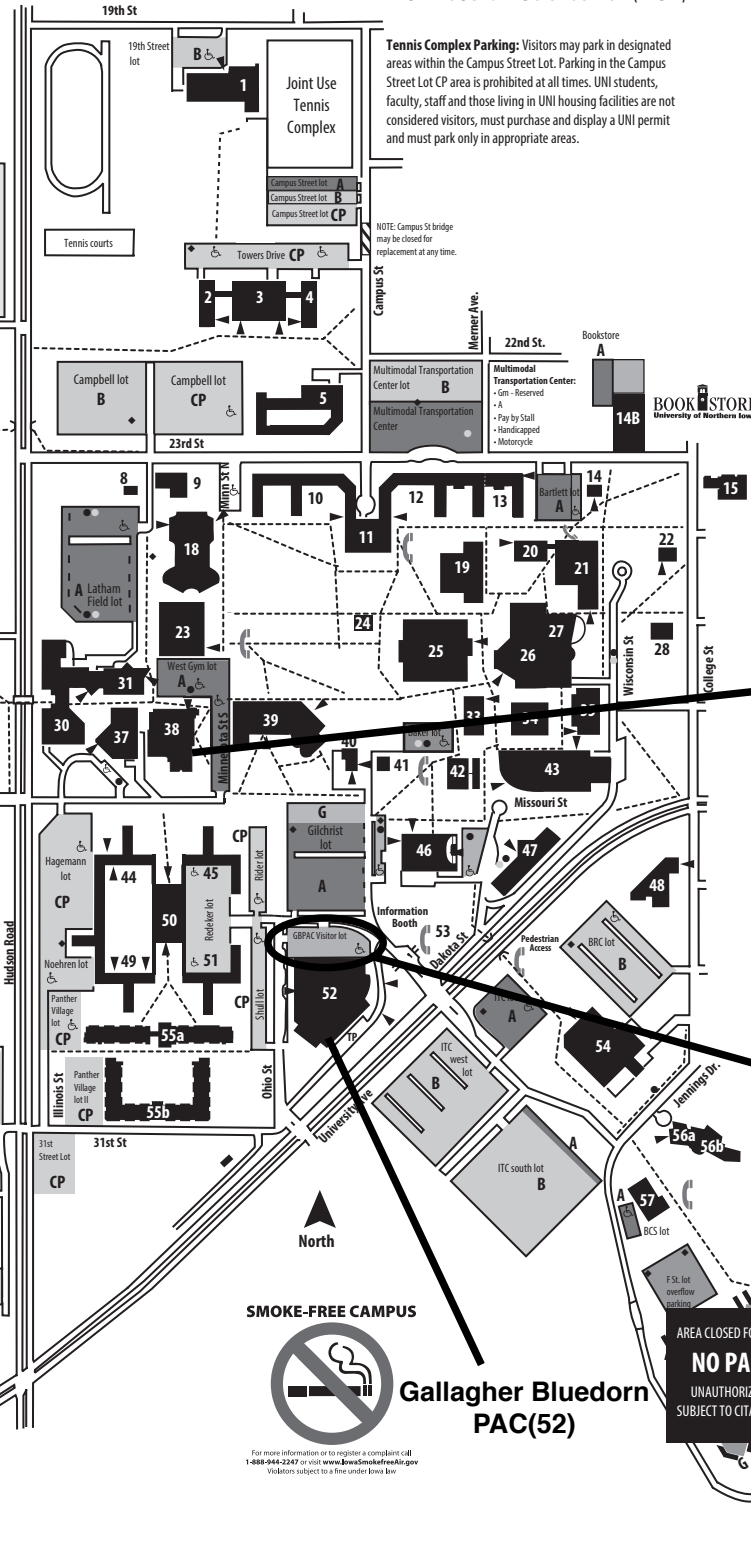 19th St
Tennis Complex Parking: Visitors may park in designated
areas within the Campus Street Lot. Parking in the Campus
Street Lot CP area is prohibited at all times. UNI students,
faculty, staff and those living in UNI housing facilities are not
considered visitors, must purchase and display a UNI permit
and must park only in appropriate areas.
19th Street
lot
B
1
Joint Use
Tennis
Complex
Campus Street lot A
Campus Street lot B
Campus Street lot CP
NOTE: Campus St bridge
may be closed for
replacement at any time.
Tennis courts
Towers Drive CP
2
3
4
Campus St
Merner Ave.
22nd St.
Bookstore
A
Campbell lot
B
Campbell lot
CP
5
Multimodal Transportation
Center lot B
Multimodal Transportation
Center
Multimodal
Transportation Center:
• Gm - Reserved
• A
• Pay by Stall
• Handicapped
• Motorcycle
14B
BOOK STORE
University of Northern Iow
23rd St
8
9
Minn St N
10
11
12
13
Bartlett lot
A
14
15
18
A Latham
Field lot
19
20
21
22
23
24
25
26
27
28
Wisconsin St
College St
West Gym lot
A
30
31
37
38
39
Minnesota St S
33
34
35
Baker lot
40
41
42
43
Missouri St
G
Gilchrist
lot
A
46
47
48
Hagemann
lot
CP
CP
Rider lot
44
45
50
Redeker lot
49
51
Noehren lot
Hudson Road
Information
Booth
53
Dakota St
Pedestrian
Access
BRC lot
B
GBPAC Visitor lot
52
TP
CP
Shull lot
Panther
Village
lot
CP
55a
A
54
ITC
west
lot
B
Illinois St
Panther
Village
lot II
CP
55b
Ohio St
University Ave
Jennings Dr.
31st St
31st
Street Lot
CP
56a
56b
ITC south lot
B
A
A
57
BCS lot
North
F St. lot
overflow
parking
SMOKE-FREE CAMPUS
AREA CLOSED FO
NO PA
UNAUTHORIZ
SUBJECT TO CITA
G
Gallagher Bluedorn
PAC(52)
For more information or to register a complaint call
1-888-944-2247 or visit www.IowaSmokefreeAir.gov
Violators subject to a fine under Iowa law